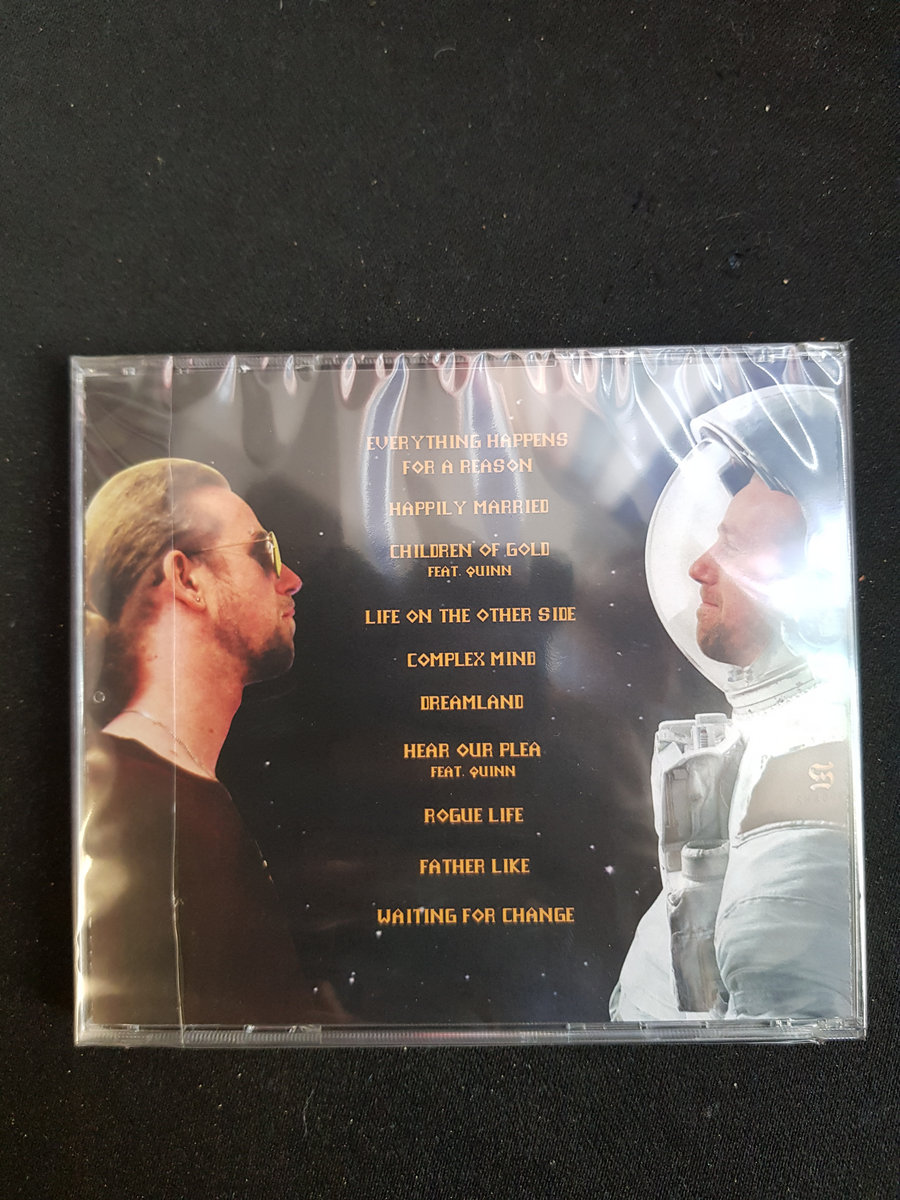 EVERYTHING HAPPENS
FOR A REASON
HAPPILY MARRIED
CHILDREN OF GOLD
FEAT. QUINN
LIFE ON THE OTHER SIDE
COMPLEX MIND
DREAMLAND
HEAR OUR PLEA
FEAT. QUINN
ROGUE LIFE
FATHER LIKE
WAITING FOR CHANGE